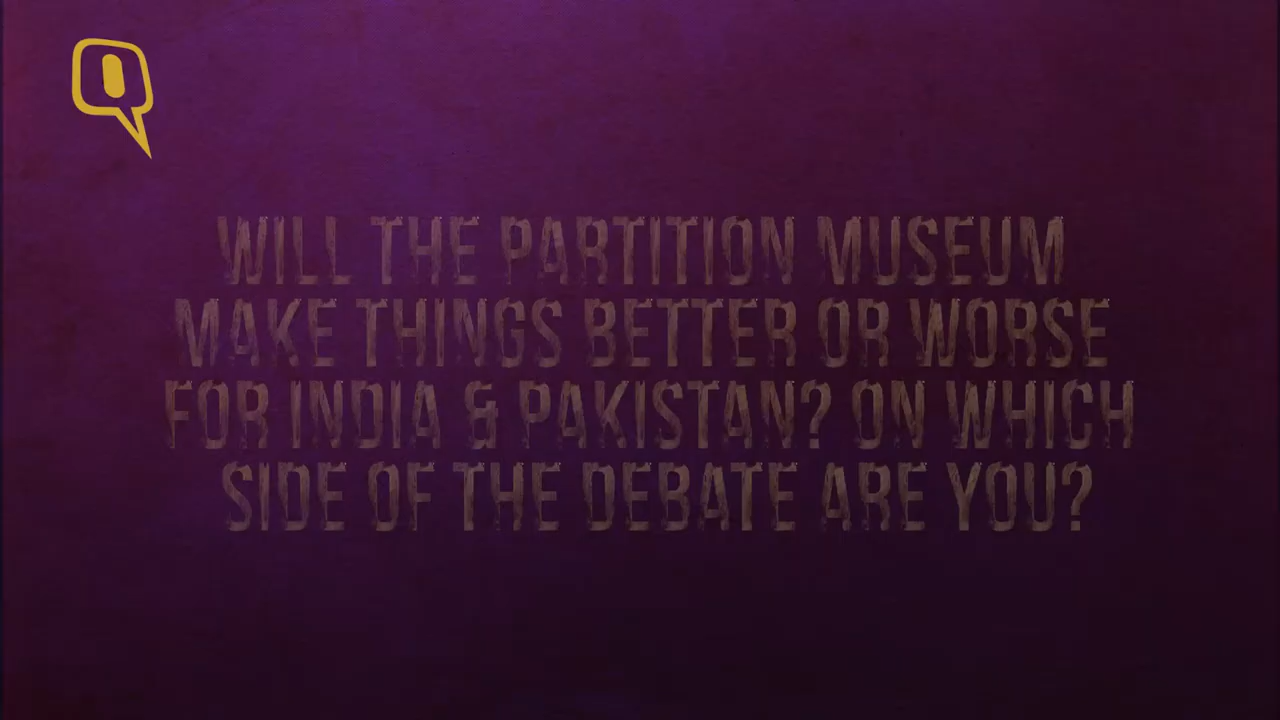 WILL THE PARTITION MUSEUM
MAKE THINGS BETTER OR WORSE
FOR INDIA & PAKISTAN? ON WHICH
SIDE OF THE DEBATE ARE YOU?